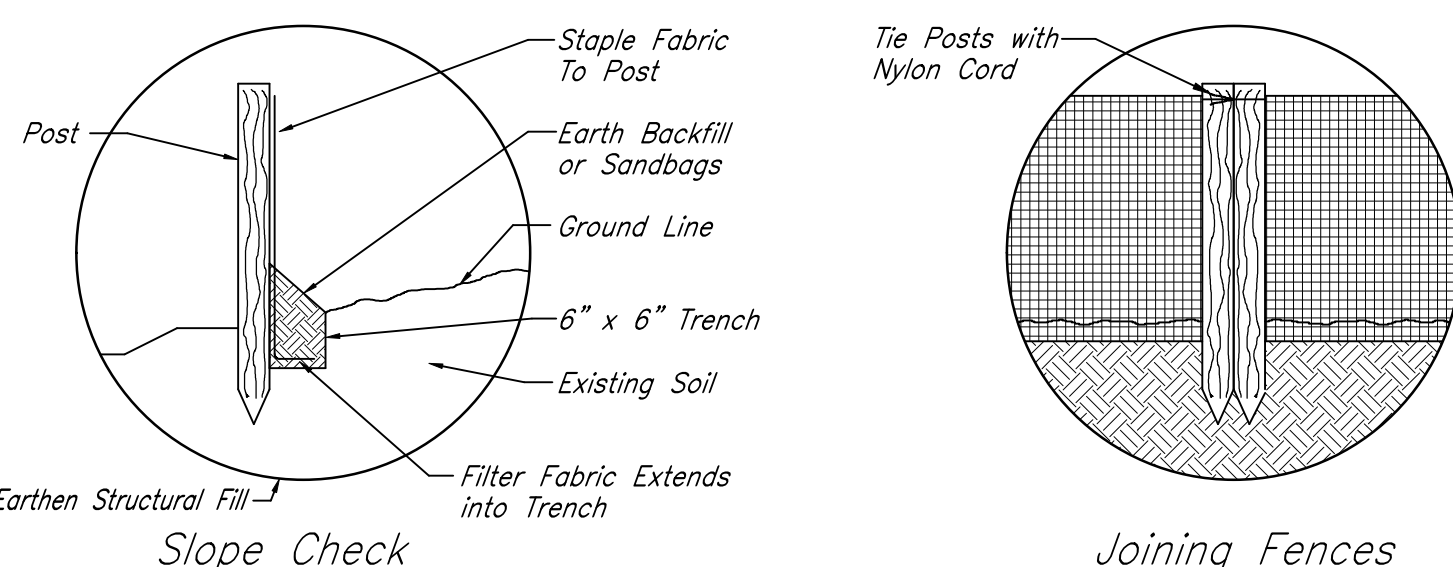 Staple Fabric
To Post
Post
Earth Backfill
or Sandbags
Ground Line
6" x 6" Trench
Existing Soil
Filter Fabric Extends
into Trench
Earthen Structural Fill
Slope Check
Tie Posts with
Nylon Cord
Joining Fences